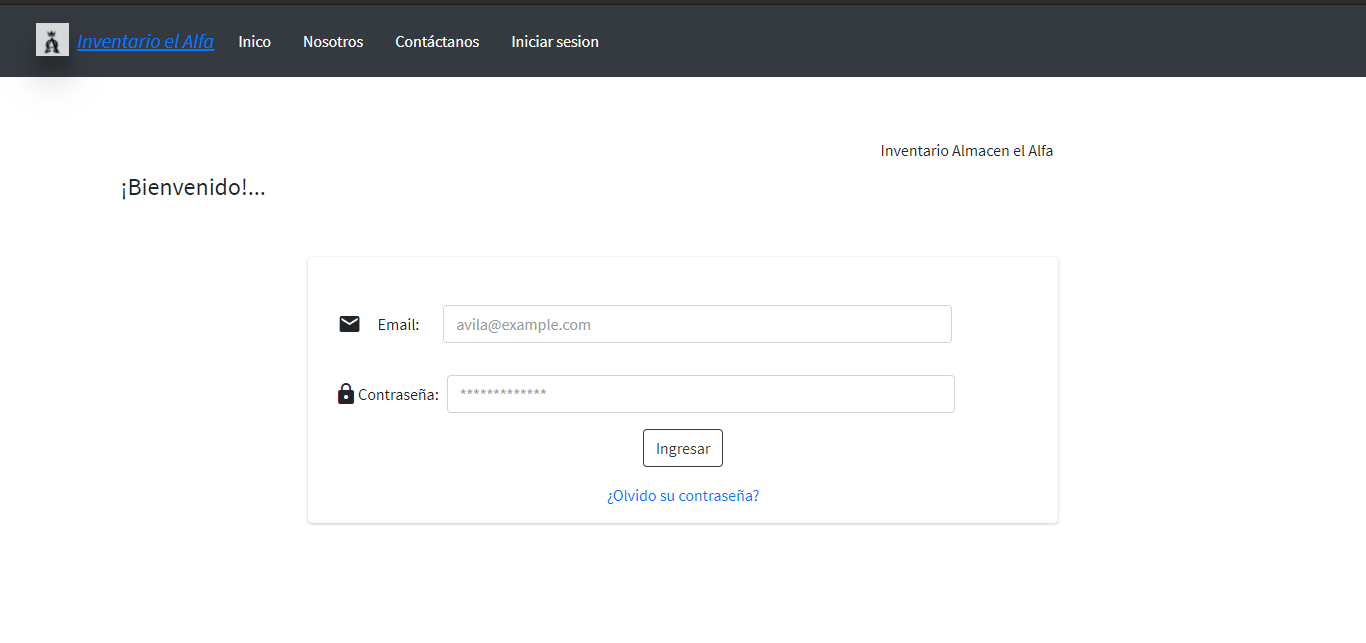 Inventario el Alfa Inico Nosotros Contáctanos Iniciar sesion
Inventario Almacen el Alfa
¡Bienvenido!...
Email: avila@example.com
Contraseña: *************
Ingresar
¿Olvido su contraseña?